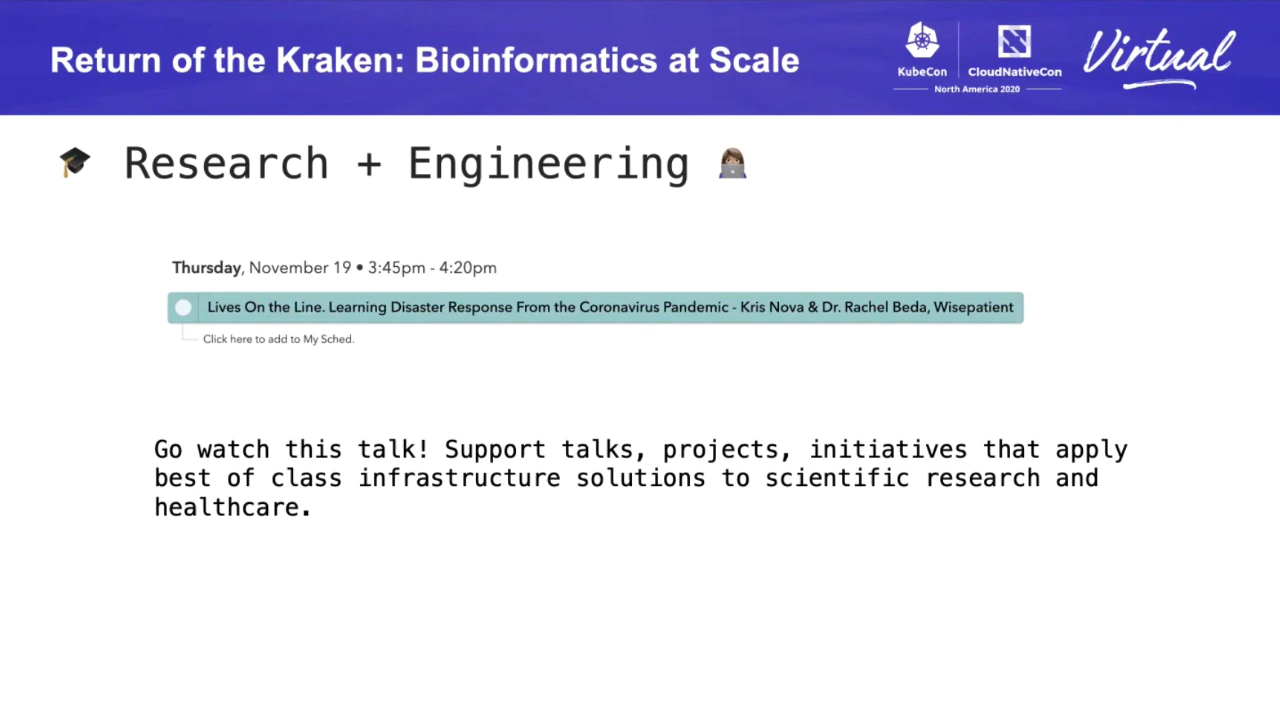 Return of the Kraken: Bioinformatics at Scale
KubeCon
CloudNativeCon
North America 2020
Virtual
🎓 Research + Engineering 👩🏽‍💻
Thursday, November 19 • 3:45pm - 4:20pm
Lives On the Line. Learning Disaster Response From the Coronavirus Pandemic - Kris Nova & Dr. Rachel Beda, Wisepatient
Click here to add to My Sched.
Go watch this talk! Support talks, projects, initiatives that apply
best of class infrastructure solutions to scientific research and
healthcare.